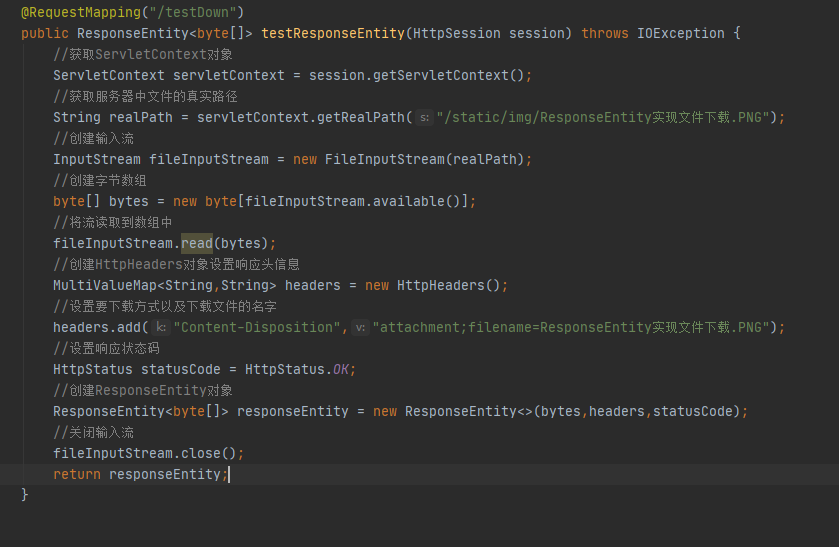 @RequestMapping("/testDown")
public ResponseEntity<byte[]> testResponseEntity(HttpSession session) throws IOException {
//获取ServletContext对象
ServletContext servletContext = session.getServletContext();
//获取服务器中文件的真实路径
String realPath = servletContext.getRealPath( s: "/static/img/ResponseEntity实现文件下载.PNG");
//创建输入流
InputStream fileInputStream = new FileInputStream(realPath);
//创建字节数组
byte[] bytes = new byte[fileInputStream.available()];
//将流读取到数组中
fileInputStream.read(bytes);
//创建HttpHeaders对象设置响应头信息
MultiValueMap<String,String> headers = new HttpHeaders();
//设置要下载方式以及下载文件的名字
headers.add( k: "Content-Disposition", v: "attachment;filename=ResponseEntity实现文件下载.PNG");
//设置响应状态码
HttpStatus statusCode = HttpStatus.OK;
//创建ResponseEntity对象
ResponseEntity<byte[]> responseEntity = new ResponseEntity<>(bytes,headers,statusCode);
//关闭输入流
fileInputStream.close();
return responseEntity;
}